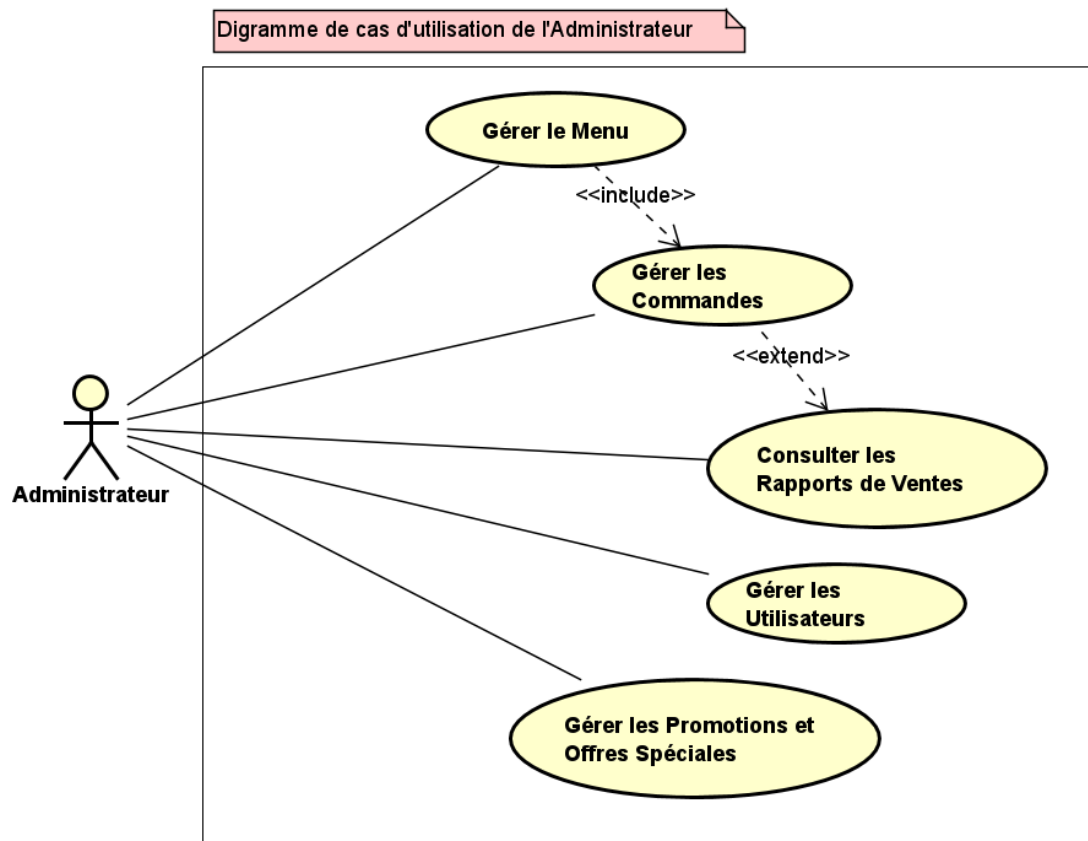 Digramme de cas d'utilisation de l'Administrateur
Gérer le Menu
<<include>>
Gérer les
Commandes
<<extend>>
Consulter les
Rapports de Ventes
Administrateur
Gérer les
Utilisateurs
Gérer les Promotions et
Offres Spéciales